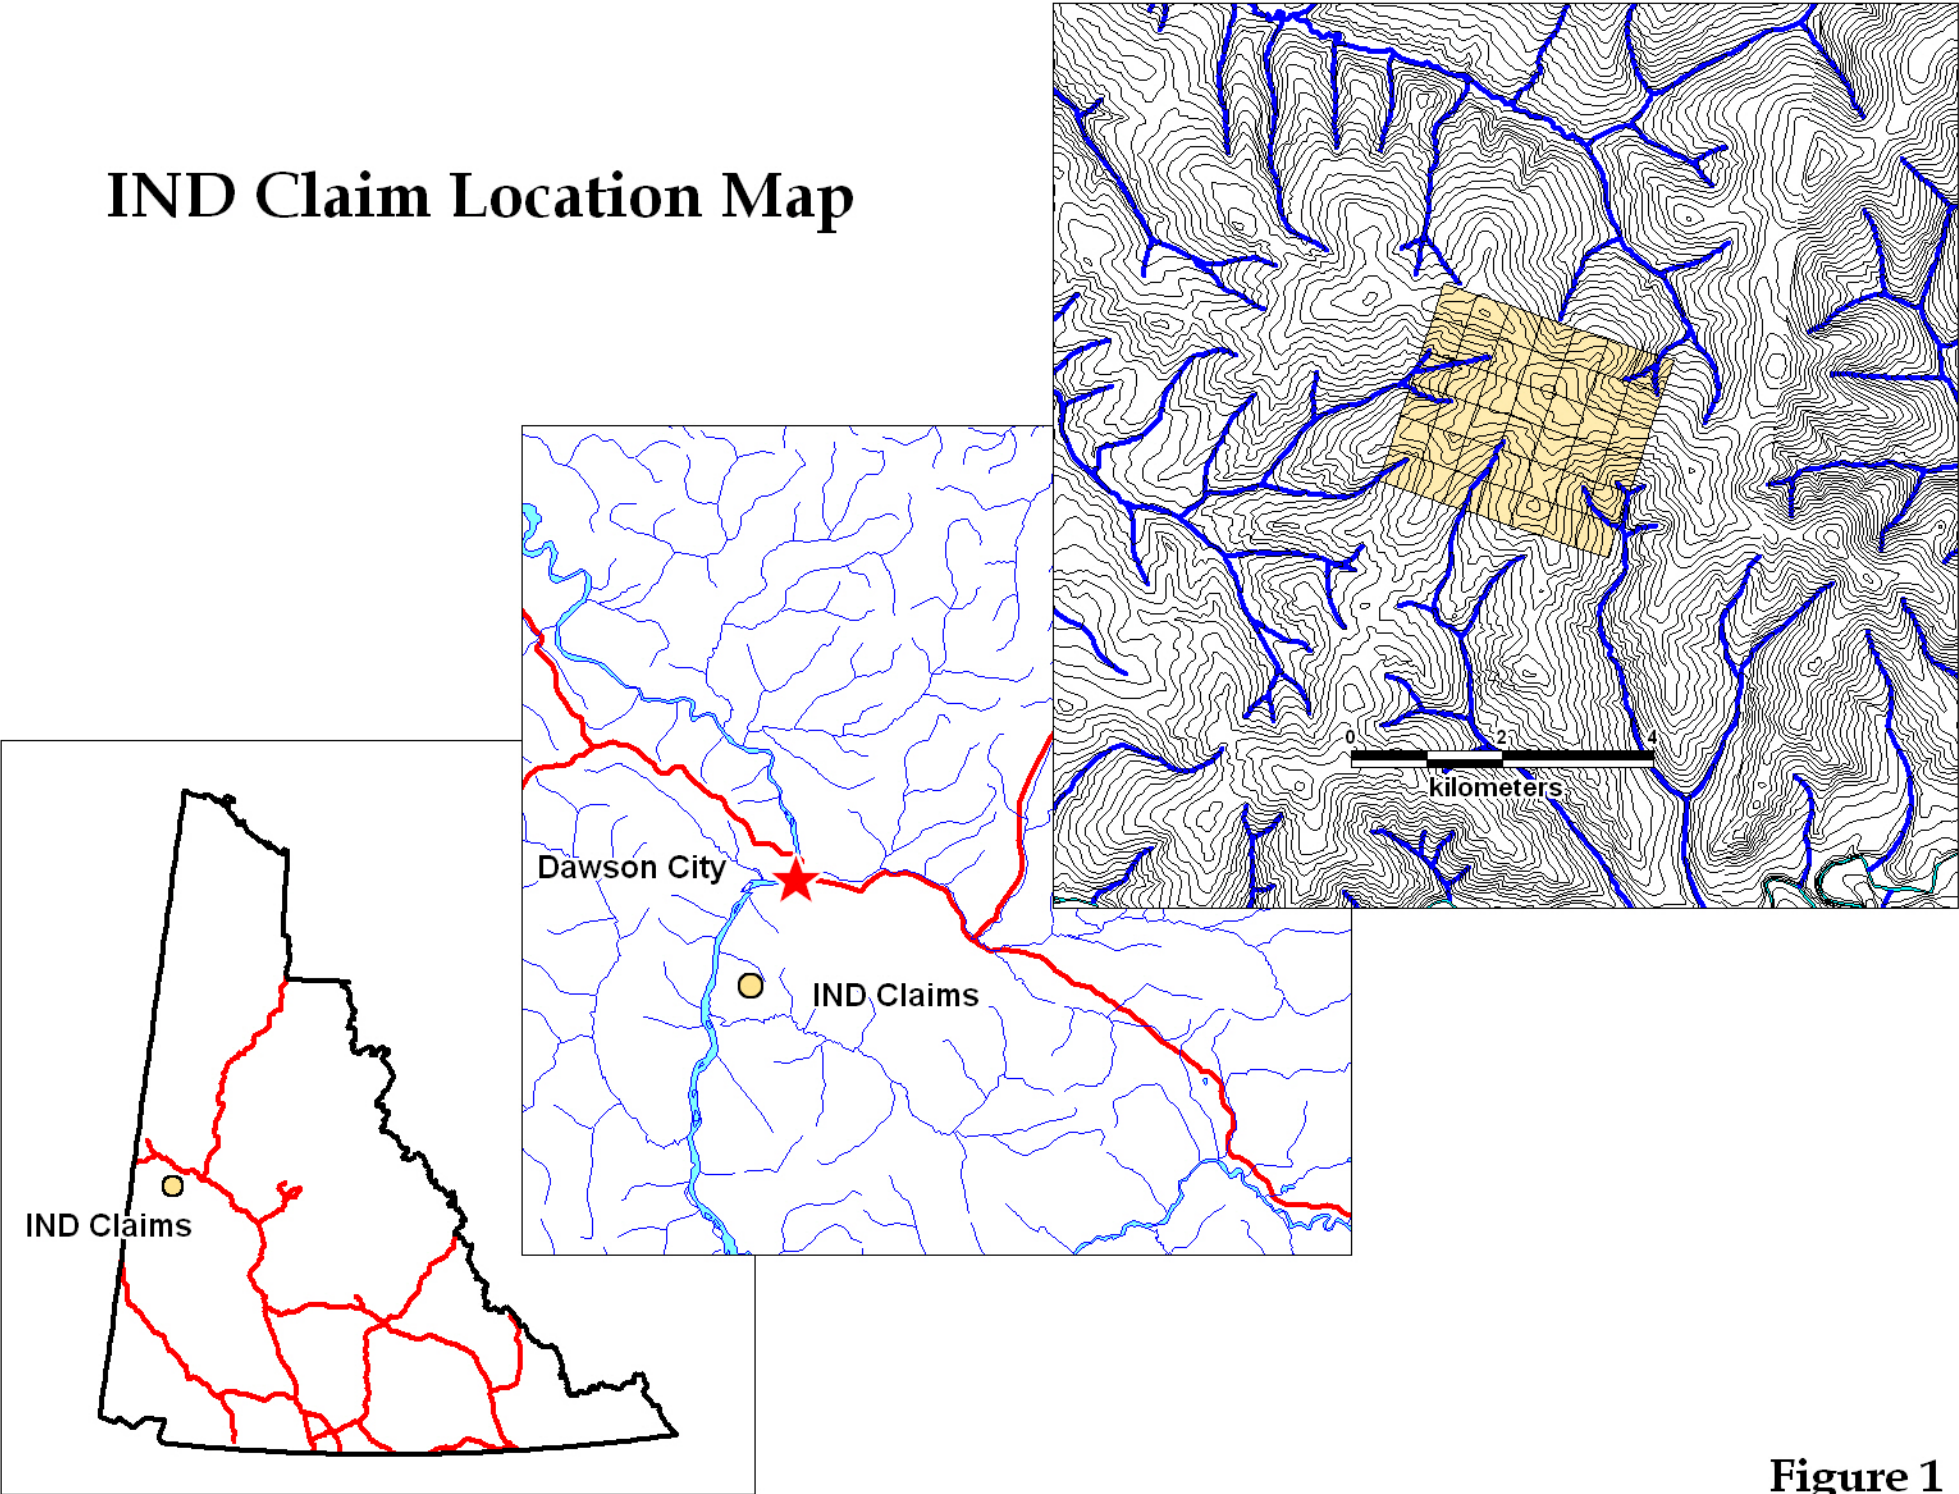 IND Claim Location Map
0 2 4
kilometers
Dawson City
IND Claims
IND Claims
Figure 1